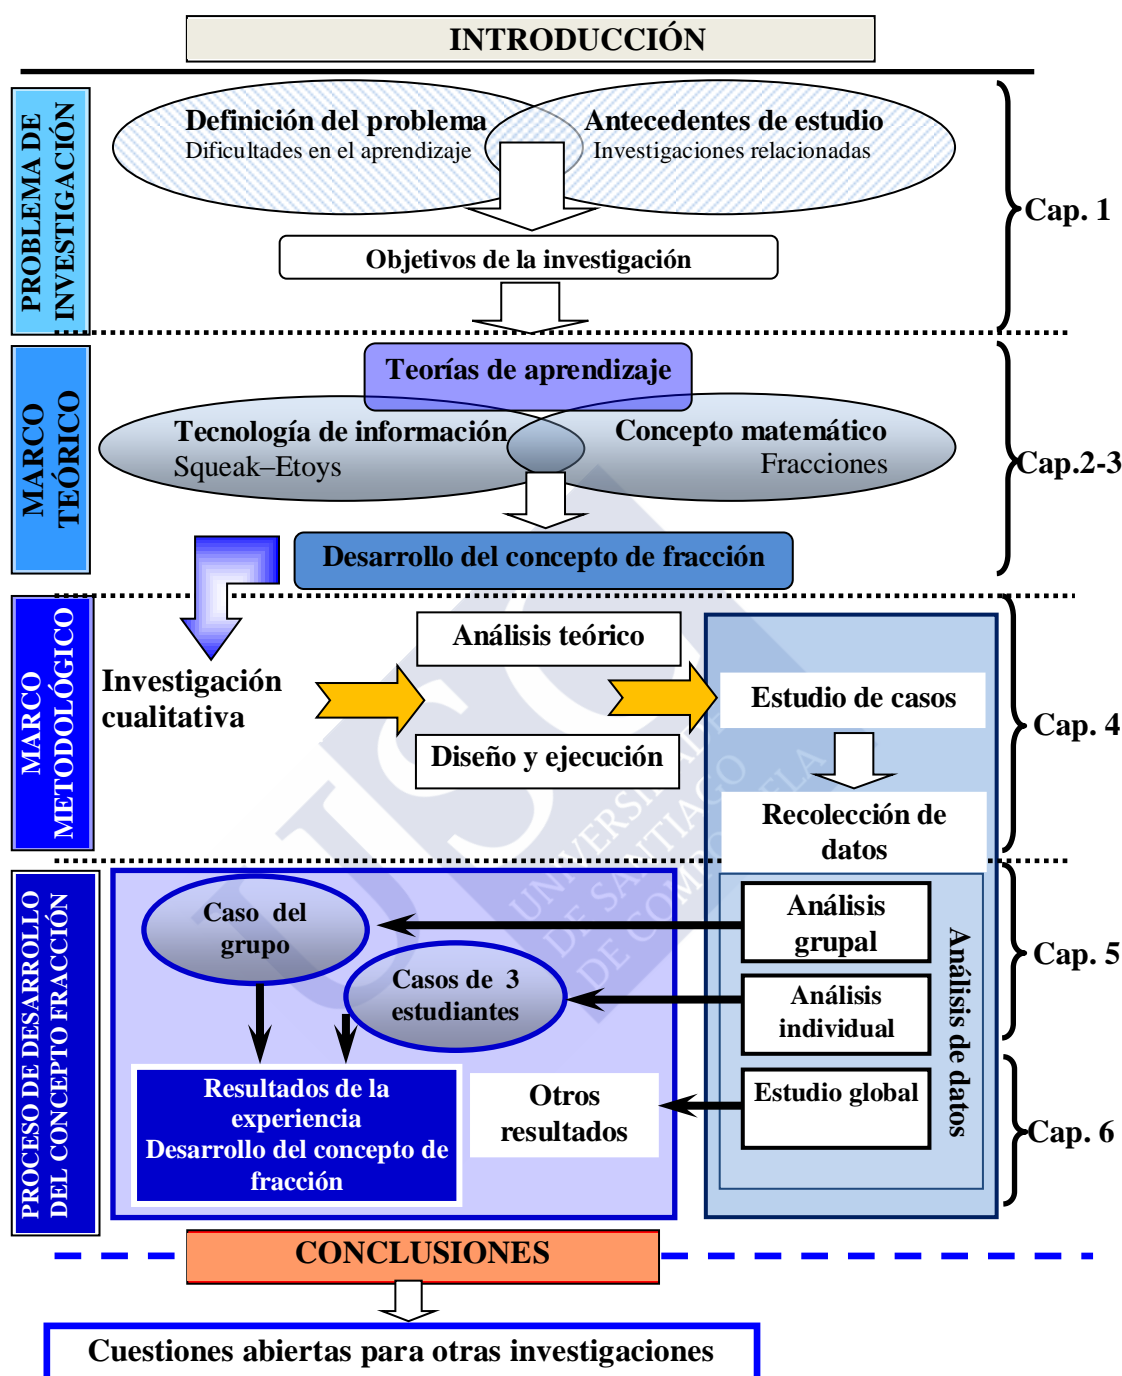 INTRODUCCIÓN
PROBLEMA DE
INVESTIGACIÓN
Definición del problema
Dificultades en el aprendizaje
Antecedentes de estudio
Investigaciones relacionadas
Objetivos de la investigación
Cap. 1
MARCO
TEÓRICO
Teorías de aprendizaje
Tecnología de información
Squeak–Etoys
Concepto matemático
Fracciones
Desarrollo del concepto de fracción
Cap.2-3
MARCO
METODOLÓGICO
Investigación
cualitativa
Análisis teórico
Diseño y ejecución
Estudio de casos
Recolección de
datos
Cap. 4
PROCESO DE DESARROLLO
DEL CONCEPTO FRACCIÓN
Caso del
grupo
Casos de 3
estudiantes
Análisis
grupal
Análisis
individual
Estudio global
Análisis de datos
Resultados de la
experiencia
Desarrollo del concepto de
fracción
Otros
resultados
Cap. 5
Cap. 6
CONCLUSIONES
Cuestiones abiertas para otras investigaciones
USC
DE SANTIAGO